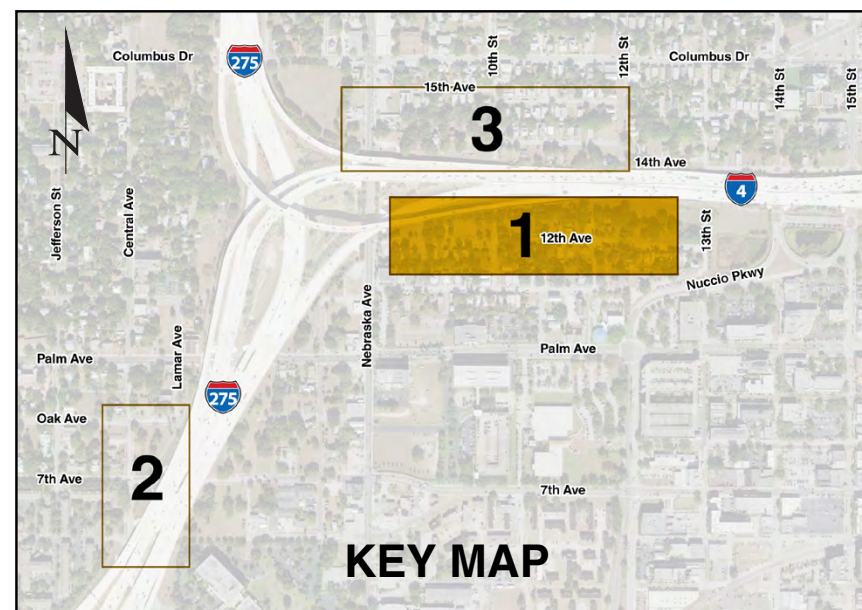 Columbus Dr
275
10th St
12th St
Columbus Dr
14th St
15th St
15th Ave
3
N
14th Ave
4
Jefferson St
Central Ave
1
12th Ave
13th St
Nuccio Pkwy
Nebraska Ave
Lamar Ave
Palm Ave
Palm Ave
275
Oak Ave
2
7th Ave
7th Ave
KEY MAP